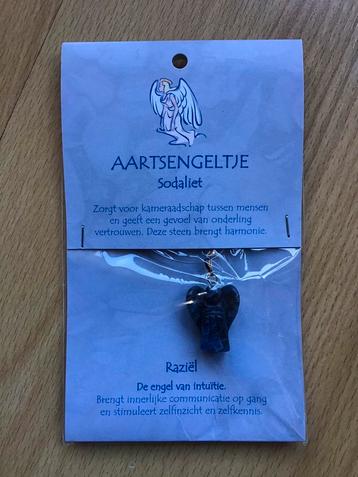 AARTSENGELTJE
Sodaliet
Zorgt voor kameraadschap tussen mensen
en geeft een gevoel van onderling
vertrouwen. Deze steen brengt harmonie.
Raziël
De engel van intuïtie.
Brengt innerlijke communicatie op gang
en stimuleert zelfinzicht en zelfkennis.